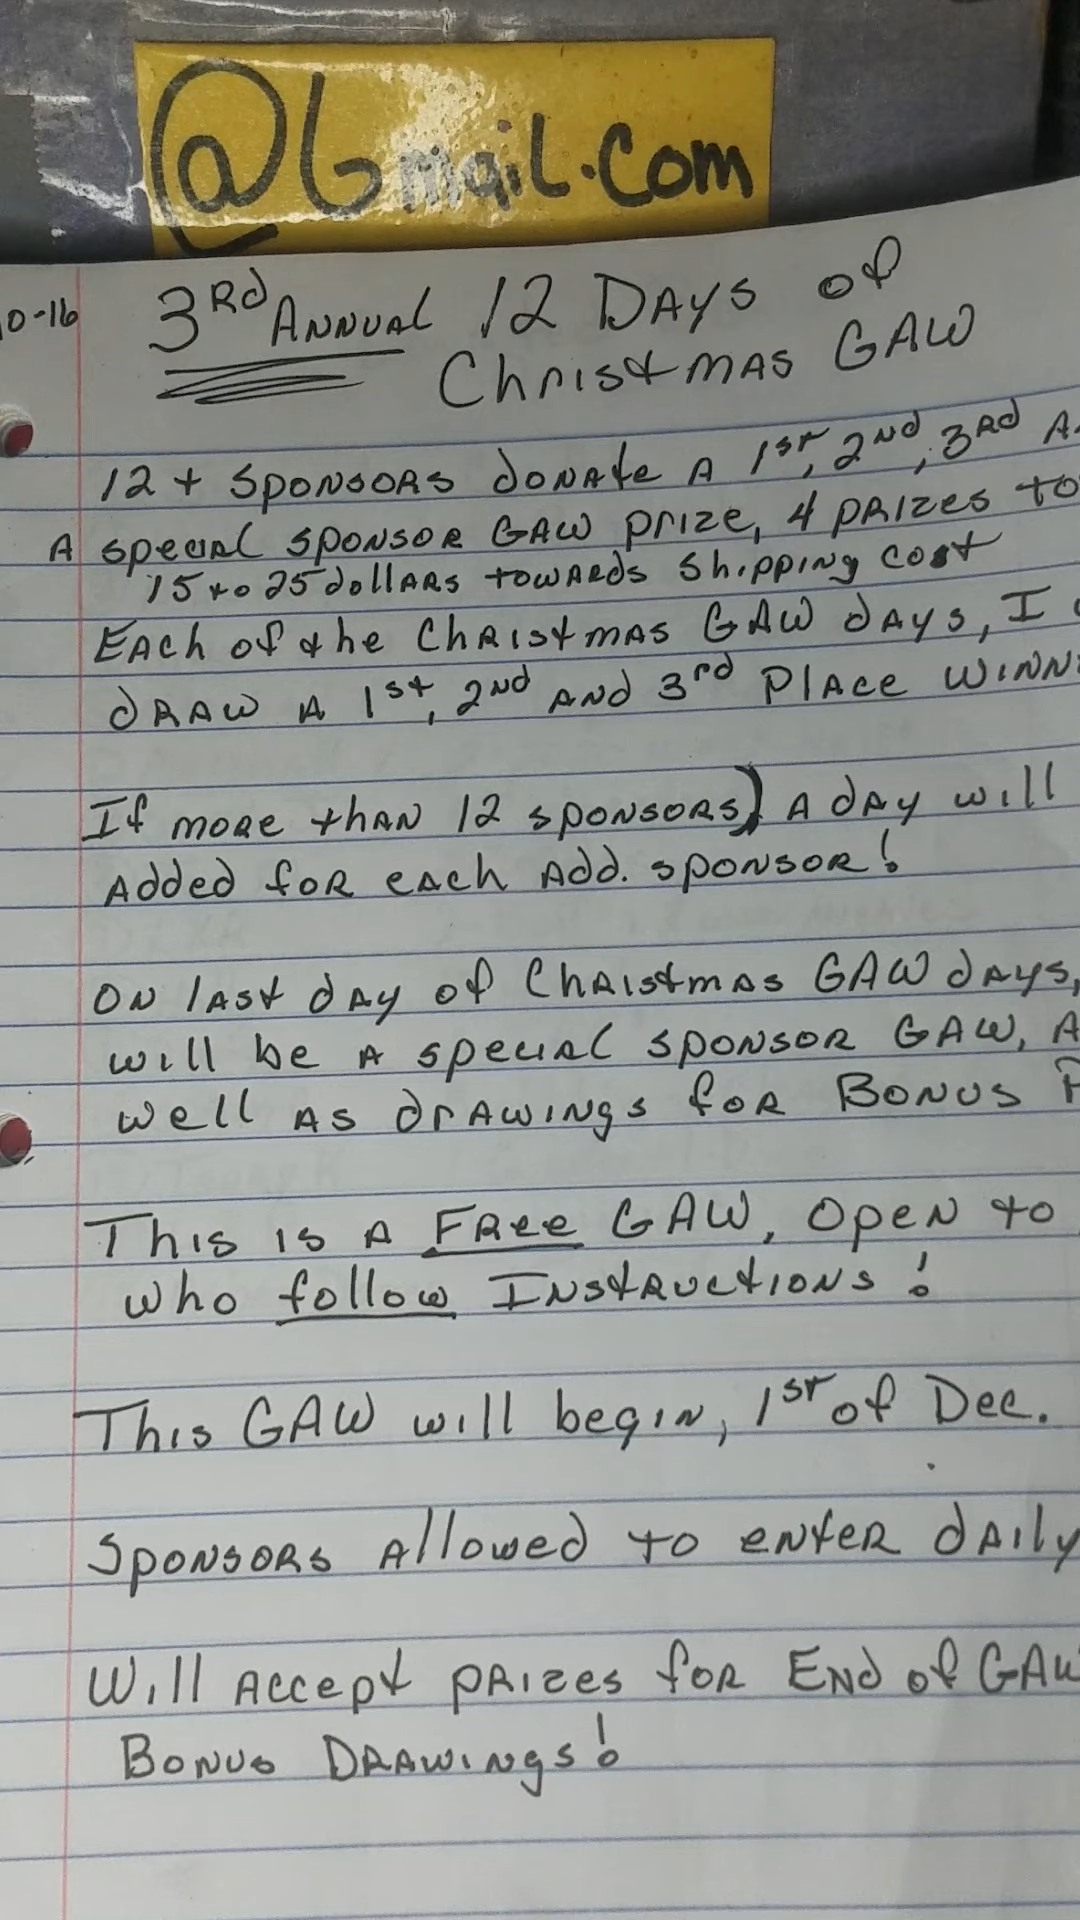 @Gmail.com
0-16
3Rd Annual 12 Days of
Christmas GAW
12+ Sponsors donate a 1st, 2nd, 3rd
A special sponsor GAW prize, 4 prizes to
15 to 25 dollars towards shipping cost
Each of the Christmas GAW days, I
draw a 1st, 2nd and 3rd Place
If more than 12 sponsors) A day will
Added for each Add. sponsor!
On last day of Christmas GAW days,
will be a special sponsor GAW, A
well as drawings for Bonus
This is a Free GAW, Open to
who follow Instructions!
This GAW will begin, 1st of Dec.
Sponsors allowed to enter daily
Will accept prizes for End of GAW
Bonus Drawings!